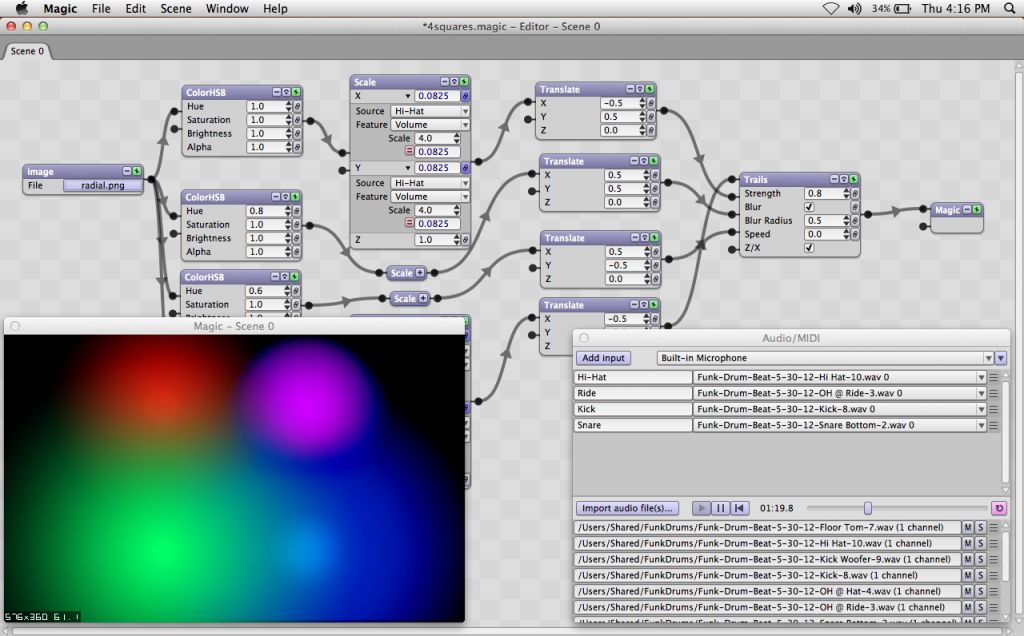 Magic File Edit Scene Window Help 34% Thu 4:16 PM
*4squares.magic - Editor - Scene 0
Scene 0
Image
File radial.png
ColorHSB
Hue 1.0
Saturation 1.0
Brightness 1.0
Alpha 1.0
ColorHSB
Hue 0.8
Saturation 1.0
Brightness 1.0
Alpha 1.0
ColorHSB
Hue 0.6
Saturation 1.0
Scale
X 0.0825
Source Hi-Hat
Feature Volume
Scale 4.0
= 0.0825
Y 0.0825
Source Hi-Hat
Feature Volume
Scale 4.0
= 0.0825
Z 1.0
Scale +
Scale +
Translate
X -0.5
Y 0.5
Z 0.0
Translate
X 0.5
Y 0.5
Z 0.0
Translate
X 0.5
Y -0.5
Z 0.0
Translate
X -0.5
Y
Z
Trails
Strength 0.8
Blur
Blur Radius 0.5
Speed 0.0
Z/X
Magic
Magic - Scene 0
576x360 61.1
Audio/MIDI
Add input Built-in Microphone
Hi-Hat Funk-Drum-Beat-5-30-12-Hi Hat-10.wav 0
Ride Funk-Drum-Beat-5-30-12-OH @ Ride-3.wav 0
Kick Funk-Drum-Beat-5-30-12-Kick-8.wav 0
Snare Funk-Drum-Beat-5-30-12-Snare Bottom-2.wav 0
Import audio file(s)... 01:19.8
/Users/Shared/FunkDrums/Funk-Drum-Beat-5-30-12-Floor Tom-7.wav (1 channel) M S
/Users/Shared/FunkDrums/Funk-Drum-Beat-5-30-12-Hi Hat-10.wav (1 channel) M S
/Users/Shared/FunkDrums/Funk-Drum-Beat-5-30-12-Kick Woofer-9.wav (1 channel) M S
/Users/Shared/FunkDrums/Funk-Drum-Beat-5-30-12-Kick-8.wav (1 channel) M S
/Users/Shared/FunkDrums/Funk-Drum-Beat-5-30-12-OH @ Hat-4.wav (1 channel) M S
/Users/Shared/FunkDrums/Funk-Drum-Beat-5-30-12-OH @ Ride-3.wav (1 channel) M S